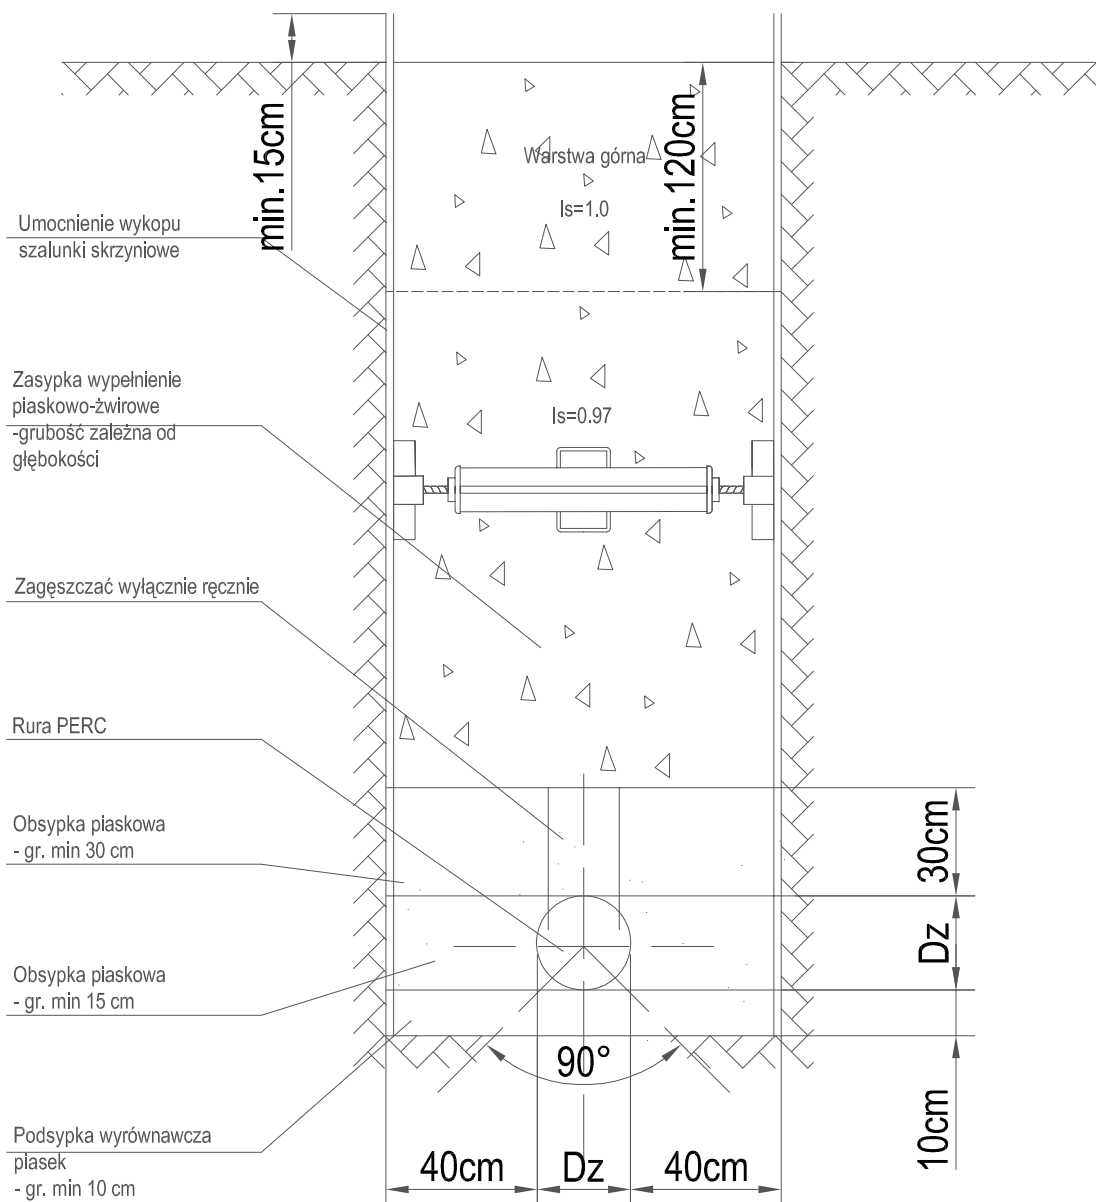 min.15cm
min.120cm
Warstwa górna
Is=1.0
Umocnienie wykopu
szalunki skrzyniowe
Zasypka wypełnienie
piaskowo-żwirowe
-grubość zależna od
głębokości
Is=0.97
Zagęszczać wyłącznie ręcznie
Rura PERC
Obsypka piaskowa
- gr. min 30 cm
30cm
Dz
Obsypka piaskowa
- gr. min 15 cm
90°
10cm
Podsypka wyrównawcza
piasek
- gr. min 10 cm
40cm
Dz
40cm